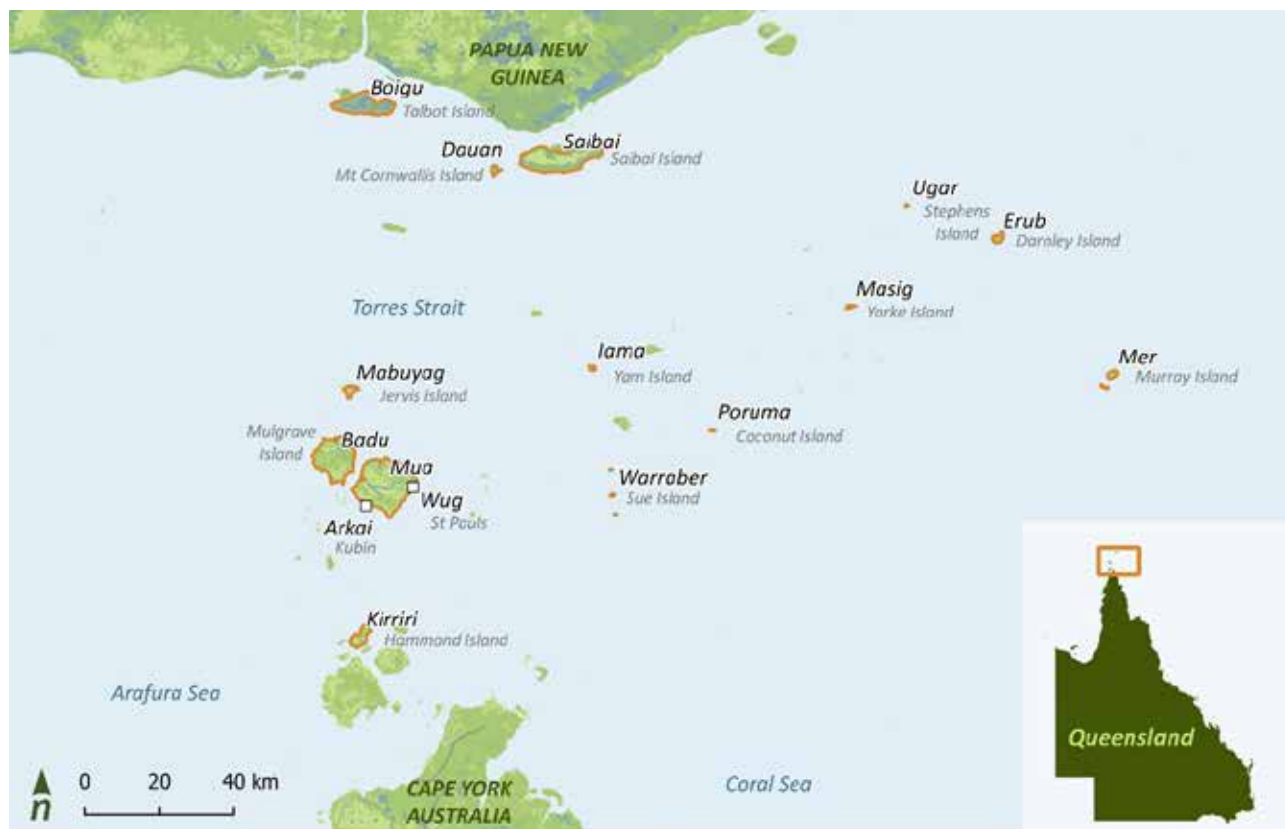 PAPUA NEW
GUINEA
Boigu
Talbot Island
Dauan
Mt Cornwallis Island
Saibai
Saibai Island
Ugar
Stephens
Island
Erub
Darnley Island
Masig
Yorke Island
Torres Strait
Iama
Yam Island
Mer
Murray Island
Mabuyag
Jervis Island
Poruma
Coconut Island
Mulgrave
Island
Badu
Mua
Warraber
Sue Island
Wug
St Pauls
Arkai
Kubin
Kirriri
Hammond Island
Arafura Sea
Queensland
n
0 20 40 km
CAPE YORK
AUSTRALIA
Coral Sea